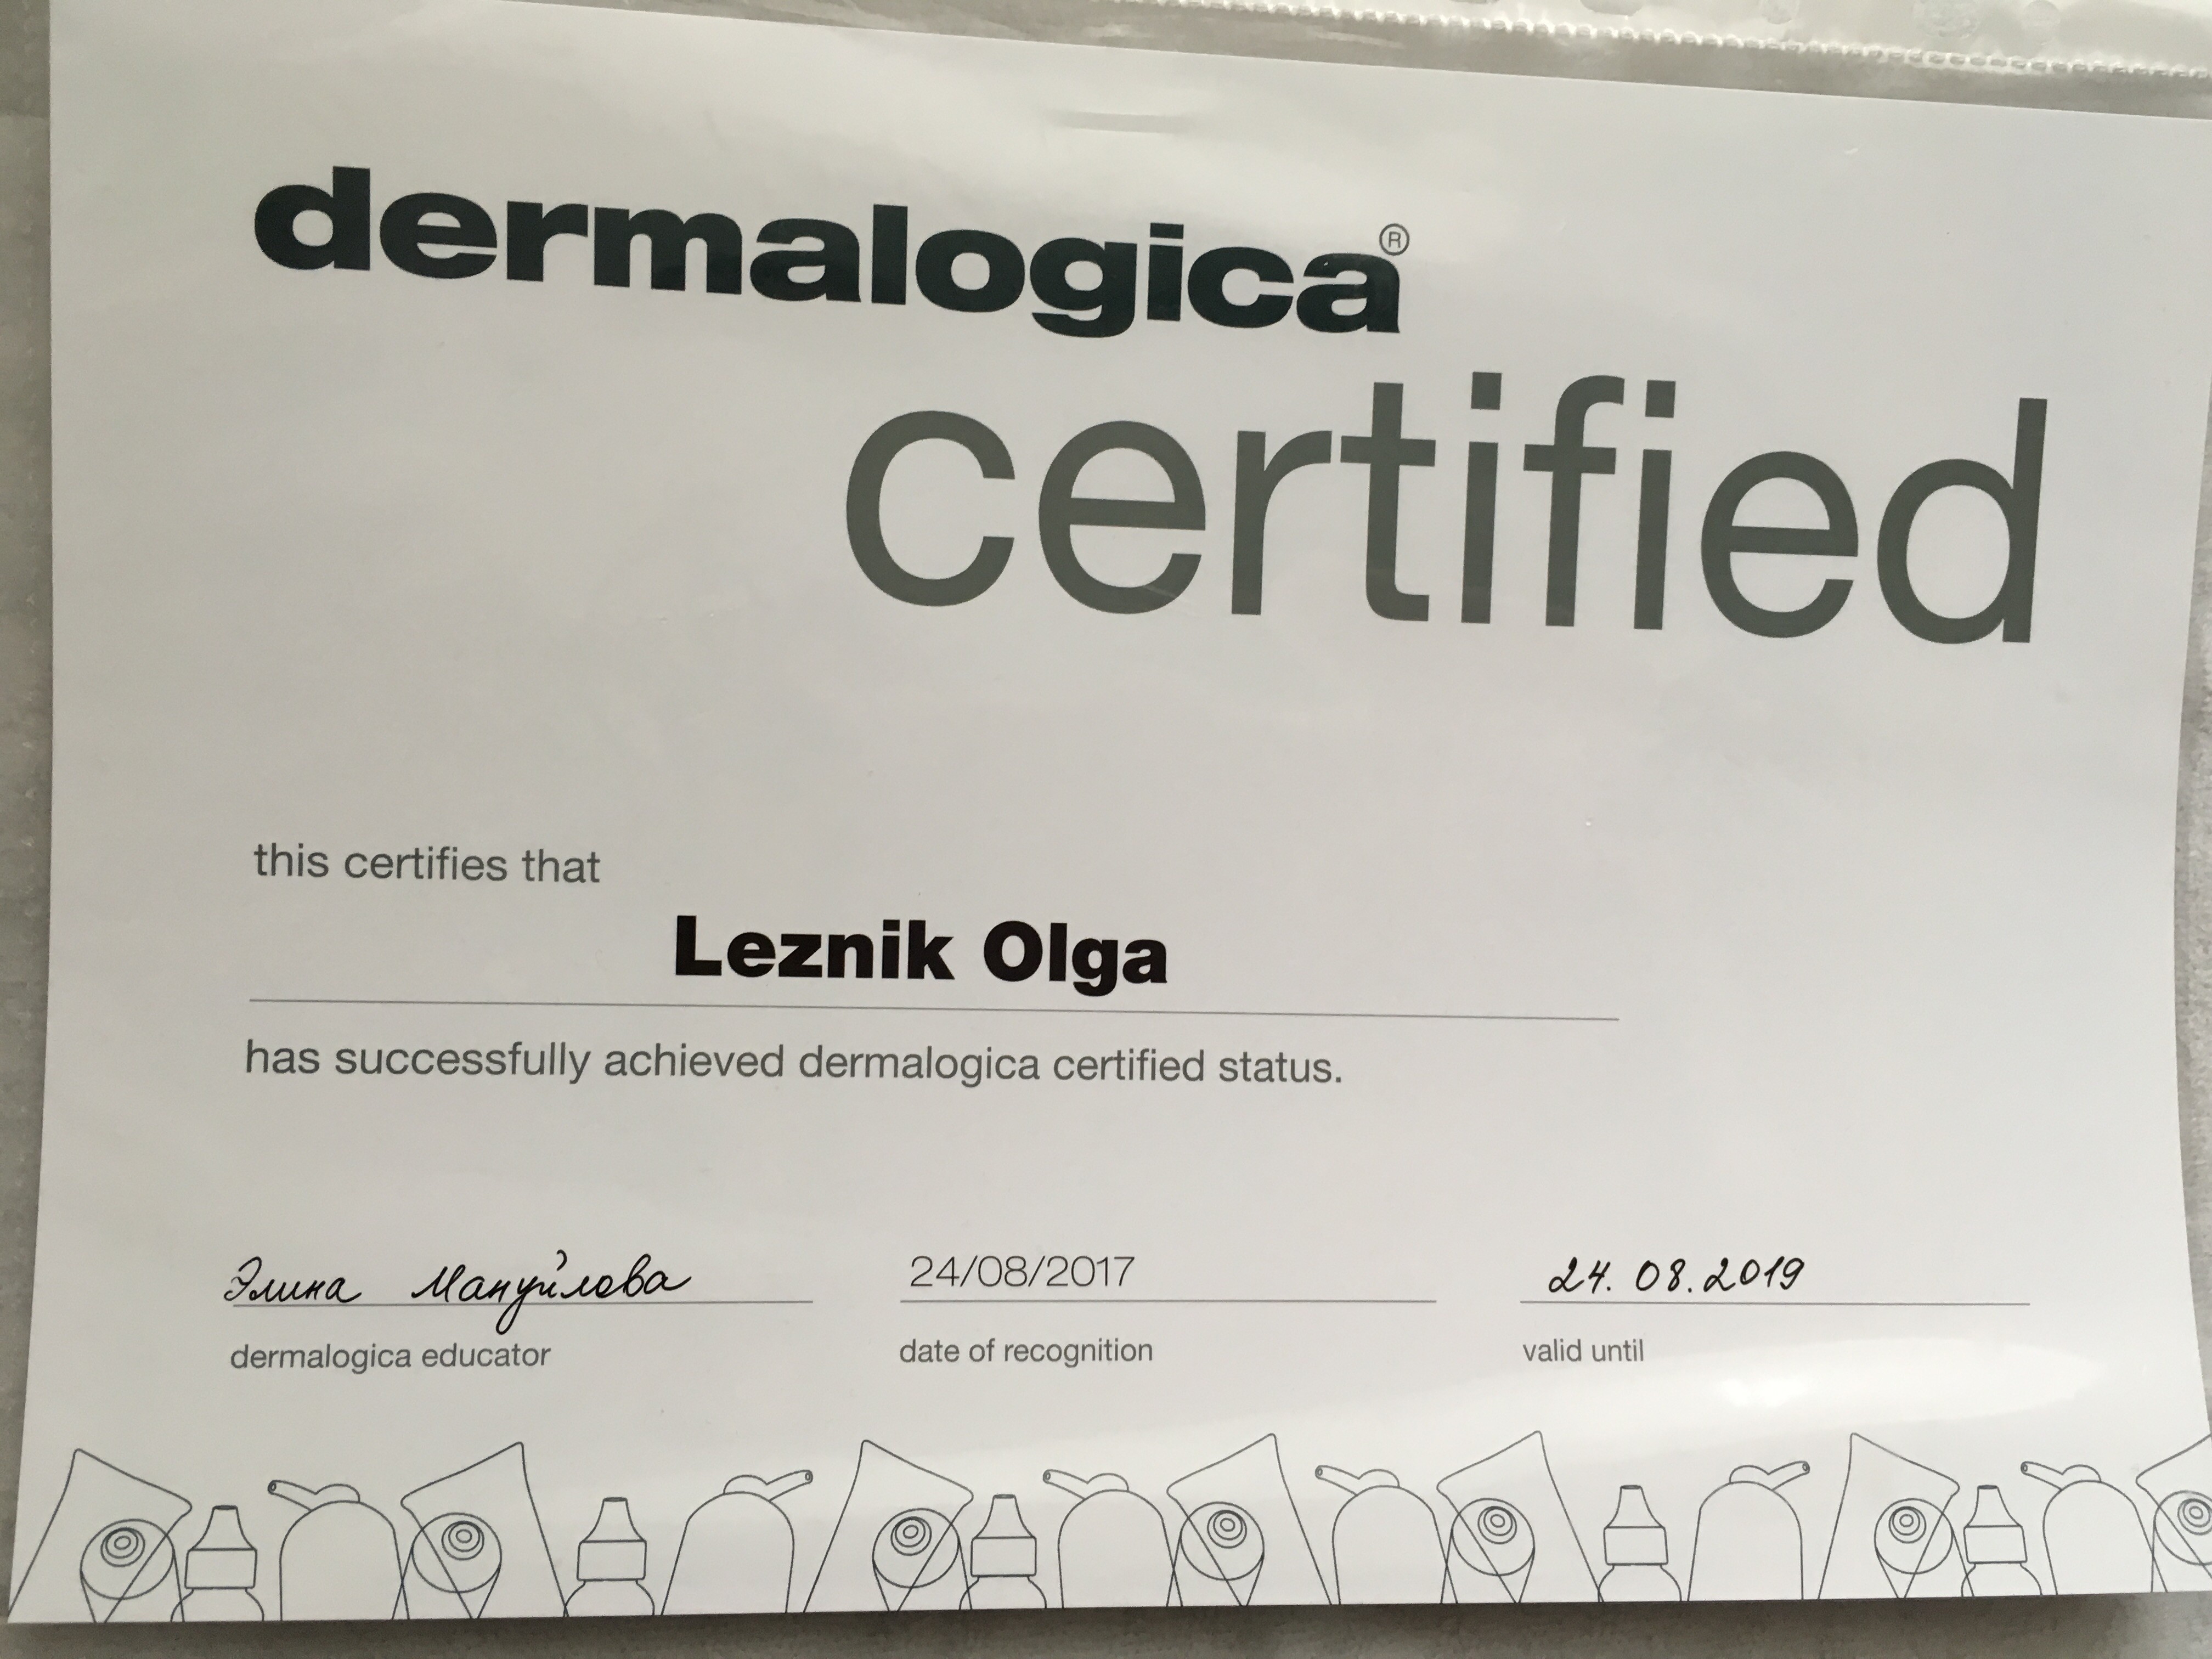 dermalogica®
certified
this certifies that
Leznik Olga
has successfully achieved dermalogica certified status.
Элина Мануйлова 24/08/2017 24.08.2019
dermalogica educator date of recognition valid until